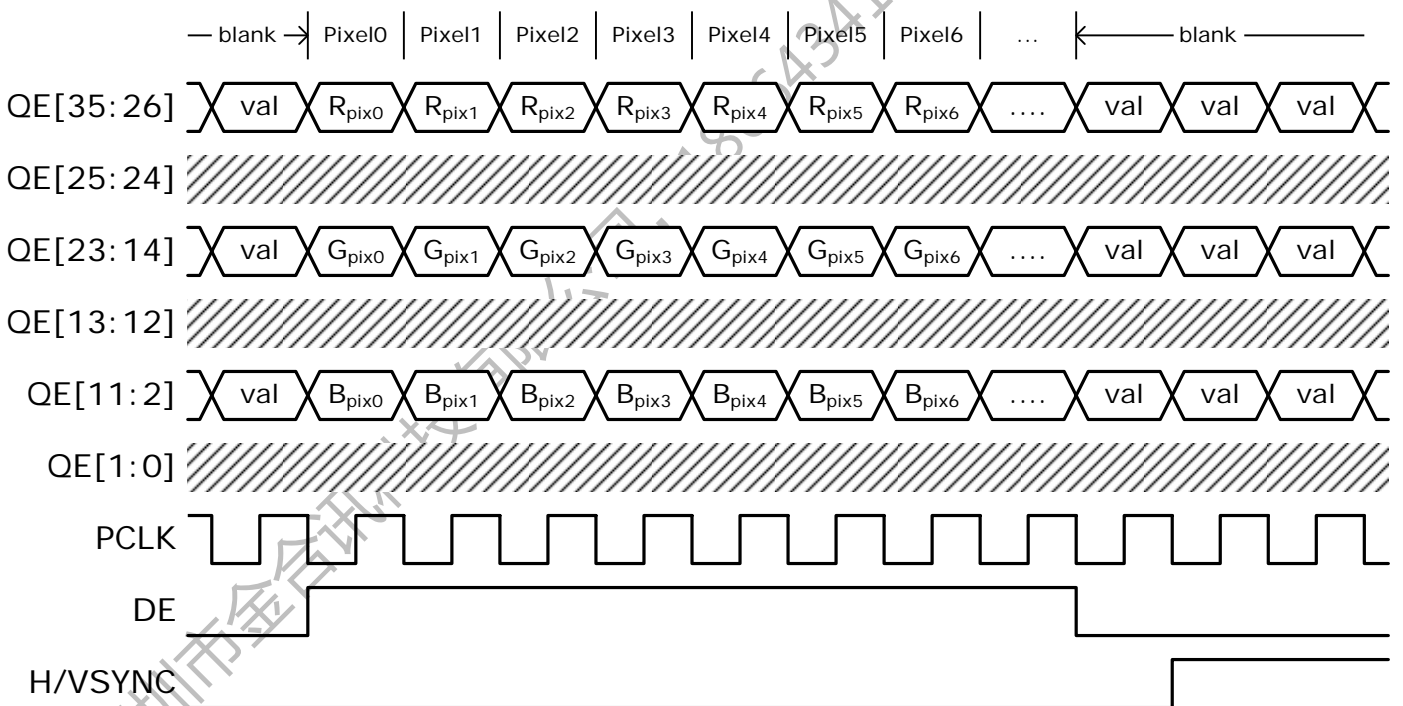 blank Pixel0 Pixel1 Pixel2 Pixel3 Pixel4 Pixel5 Pixel6 ... blank
QE[35:26] val Rpix0 Rpix1 Rpix2 Rpix3 Rpix4 Rpix5 Rpix6 .... val val val
QE[25:24]
QE[23:14] val Gpix0 Gpix1 Gpix2 Gpix3 Gpix4 Gpix5 Gpix6 .... val val val
QE[13:12]
QE[11:2] val Bpix0 Bpix1 Bpix2 Bpix3 Bpix4 Bpix5 Bpix6 .... val val val
QE[1:0]
PCLK
DE
H/VSYNC